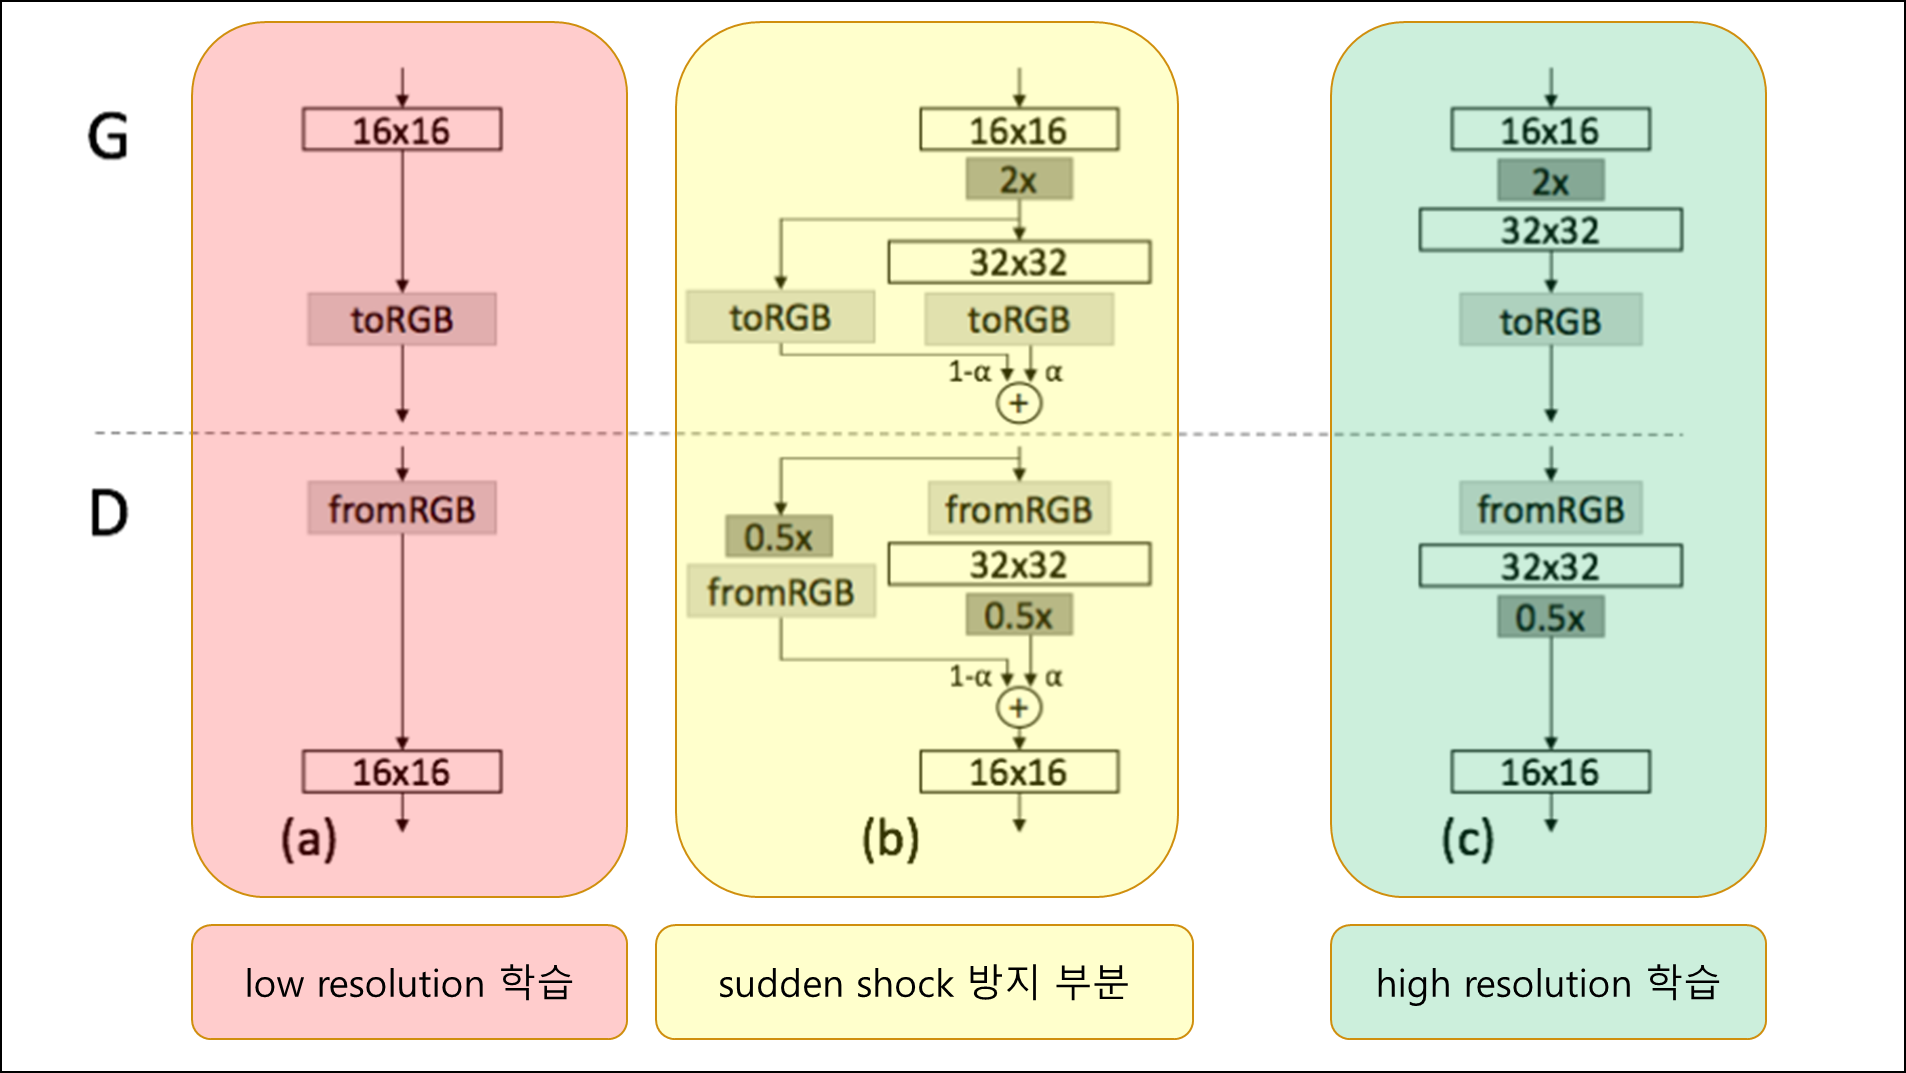 G
16x16
toRGB
D
fromRGB
16x16
(a)
low resolution 학습
16x16
2x
32x32
toRGB
toRGB
1-α
α
+
fromRGB
0.5x
32x32
fromRGB
0.5x
1-α
α
+
16x16
(b)
sudden shock 방지 부분
16x16
2x
32x32
toRGB
fromRGB
32x32
0.5x
16x16
(c)
high resolution 학습